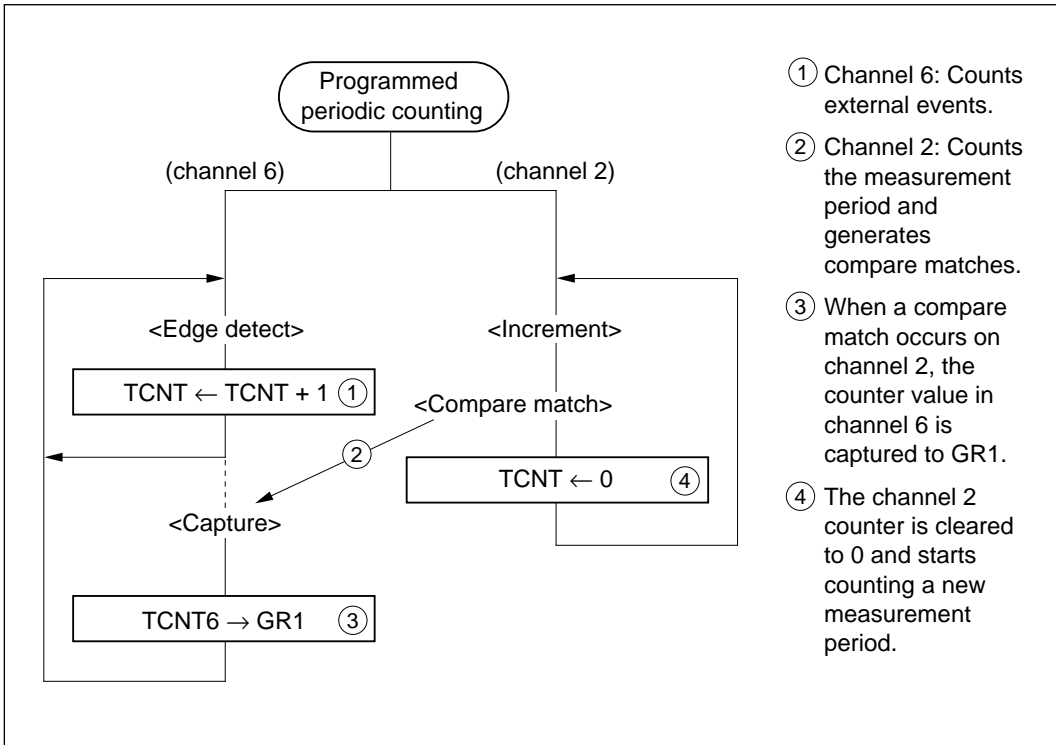 Programmed
periodic counting
(channel 6)
(channel 2)
<Edge detect>
<Increment>
TCNT ← TCNT + 1 ①
<Compare match>
②
TCNT ← 0 ④
<Capture>
TCNT6 → GR1 ③
① Channel 6: Counts
external events.
② Channel 2: Counts
the measurement
period and
generates
compare matches.
③ When a compare
match occurs on
channel 2, the
counter value in
channel 6 is
captured to GR1.
④ The channel 2
counter is cleared
to 0 and starts
counting a new
measurement
period.